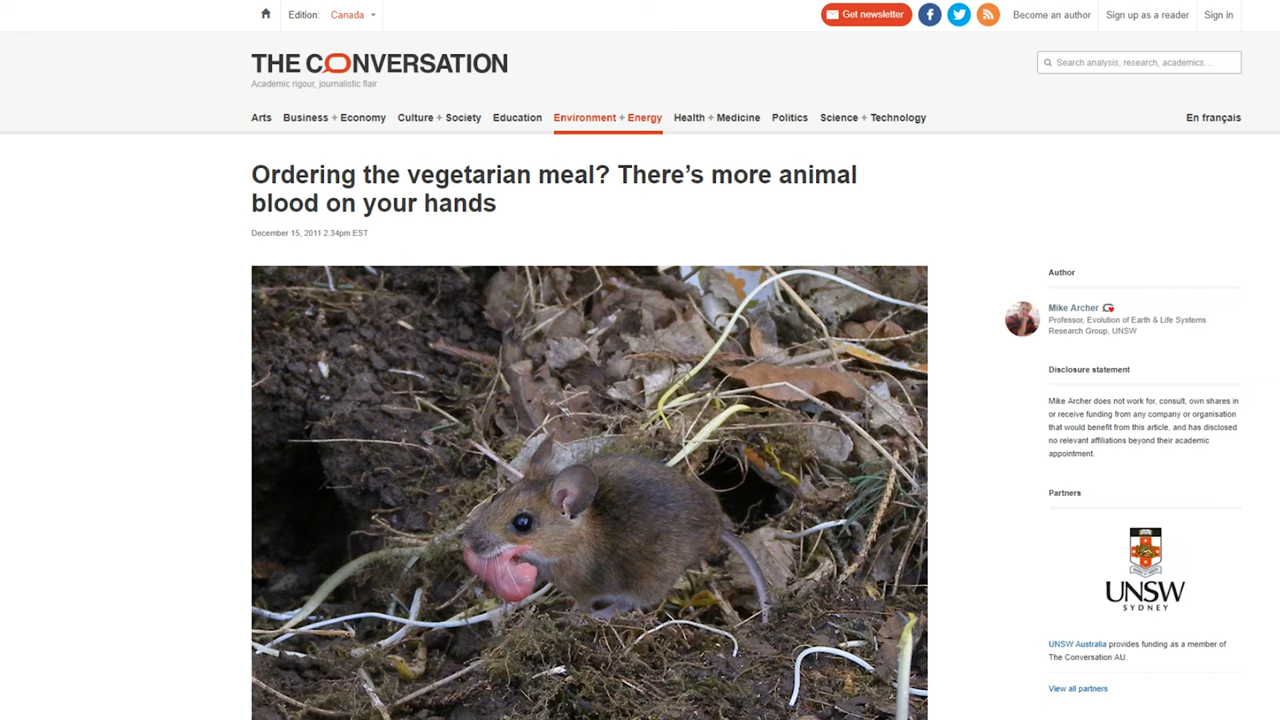 Edition: Canada
Get newsletter
Become an author
Sign up as a reader
Sign in
THE CONVERSATION
Academic rigour, journalistic flair
Search analysis, research, academics...
Arts
Business + Economy
Culture + Society
Education
Environment + Energy
Health + Medicine
Politics
Science + Technology
En français
Ordering the vegetarian meal? There's more animal
blood on your hands
December 15, 2011 2.34pm EST
Author
Mike Archer
Professor, Evolution of Earth & Life Systems
Research Group, UNSW
Disclosure statement
Mike Archer does not work for, consult, own shares in
or receive funding from any company or organisation
that would benefit from this article, and has disclosed
no relevant affiliations beyond their academic
appointment.
Partners
UNSW
SYDNEY
UNSW Australia provides funding as a member of
The Conversation AU.
View all partners